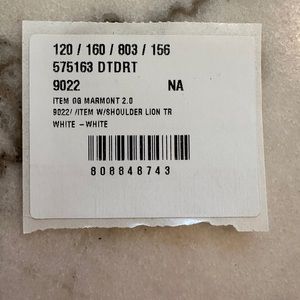 120 / 160 / 803 / 156
575163 DTDRT
9022 NA
ITEM GG MARMONT 2.0
9022/ /ITEM W/SHOULDER LION TR
WHITE - WHITE
808848743